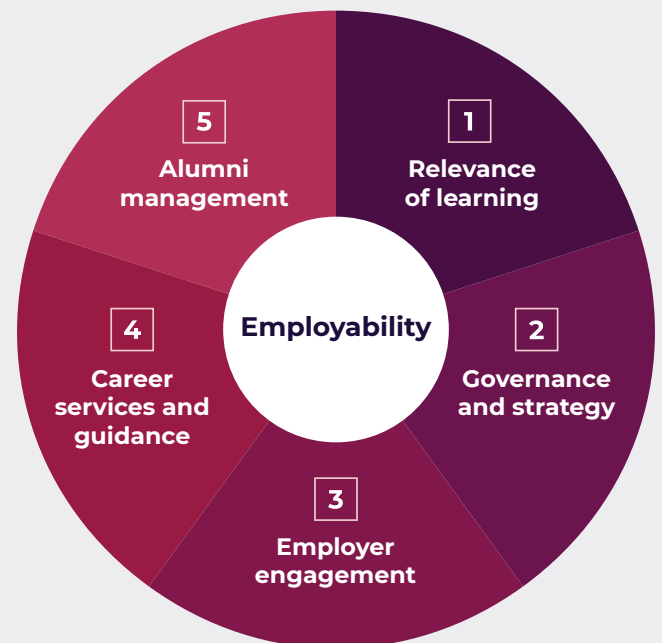 Employability
1
Relevance
of learning
2
Governance
and strategy
3
Employer
engagement
4
Career
services and
guidance
5
Alumni
management